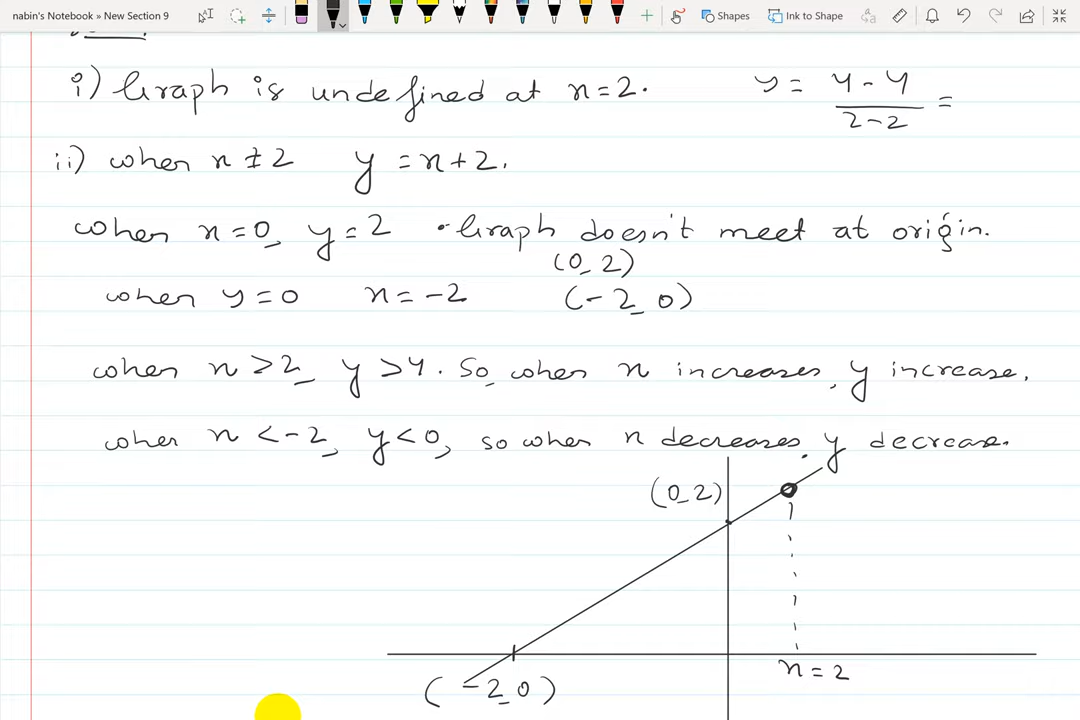 nabin's Notebook » New Section 9
Shapes Ink to Shape
i) Graph is undefined at x=2. y = 4-4 / 2-2 =
ii) when x ≠ 2 y = x+2.
when x=0, y=2 • Graph doesn't meet at origin.
(0,2)
when y=0 x=-2 (-2,0)
when x >2, y >4. So, when x increases, y increase.
when x <-2, y<0, so when x decreases, y decrease.
(0,2)
x=2
(-2,0)